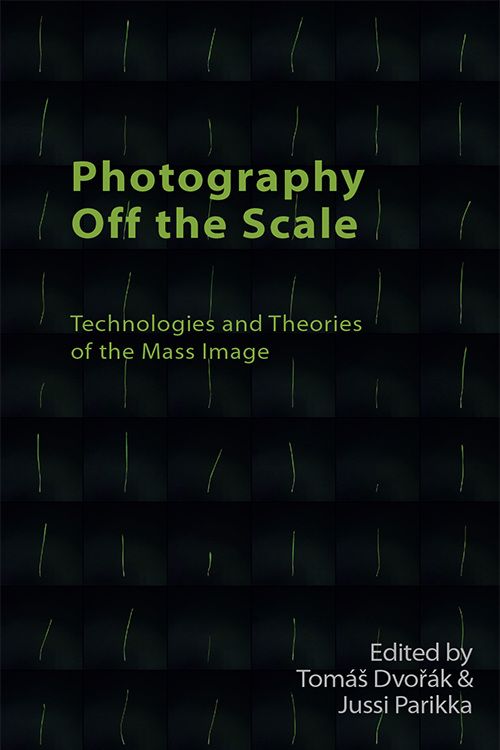 Photography
Off the Scale
Technologies and Theories
of the Mass Image
Edited by
Tomáš Dvořák &
Jussi Parikka